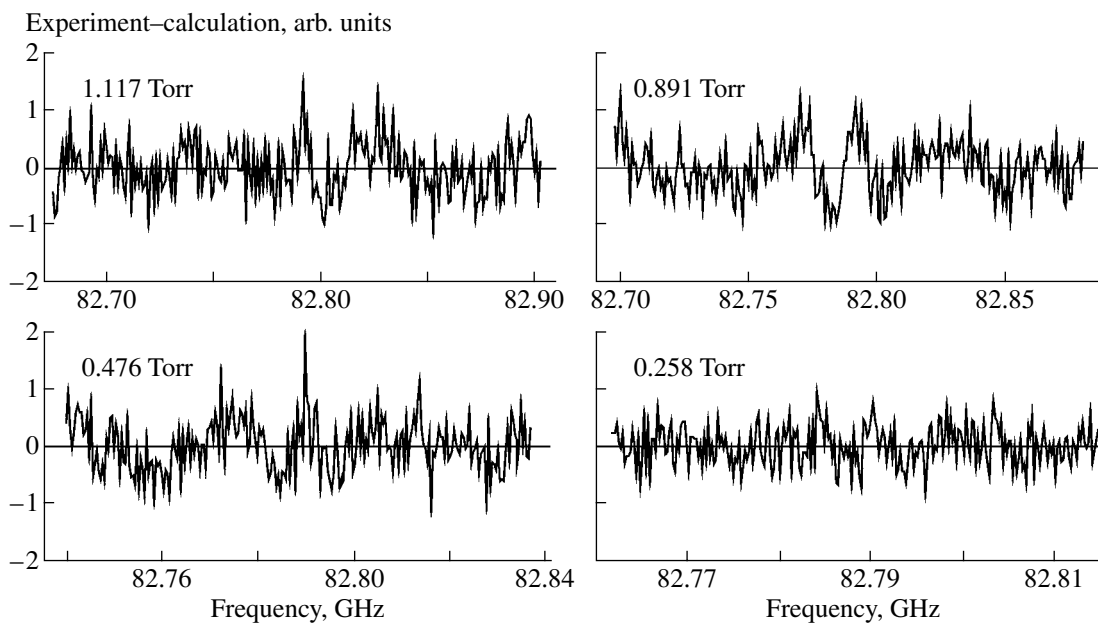 Experiment–calculation, arb. units
2
1.117 Torr
1
0
–1
–2
82.70 82.80 82.90
0.891 Torr
82.70 82.75 82.80 82.85
2
0.476 Torr
1
0
–1
–2
82.76 82.80 82.84
Frequency, GHz
0.258 Torr
82.77 82.79 82.81
Frequency, GHz